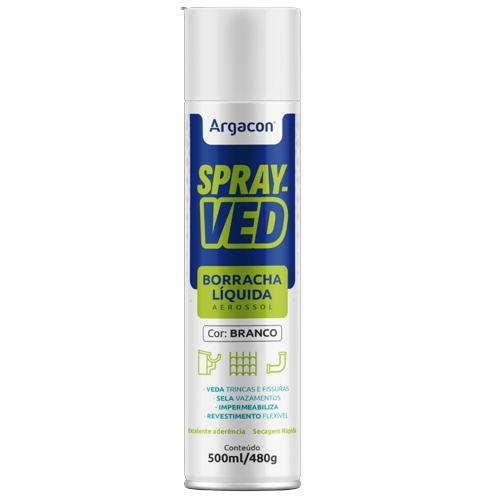 Argacon®
SPRAY-
VED
BORRACHA
LÍQUIDA
AEROSSOL
Cor: BRANCO
· VEDA TRINCAS E FISSURAS
· SELA VAZAMENTOS
· IMPERMEABILIZA
· REVESTIMENTO FLEXÍVEL
Excelente aderência Secagem Rápida
Conteúdo
500ml/480g